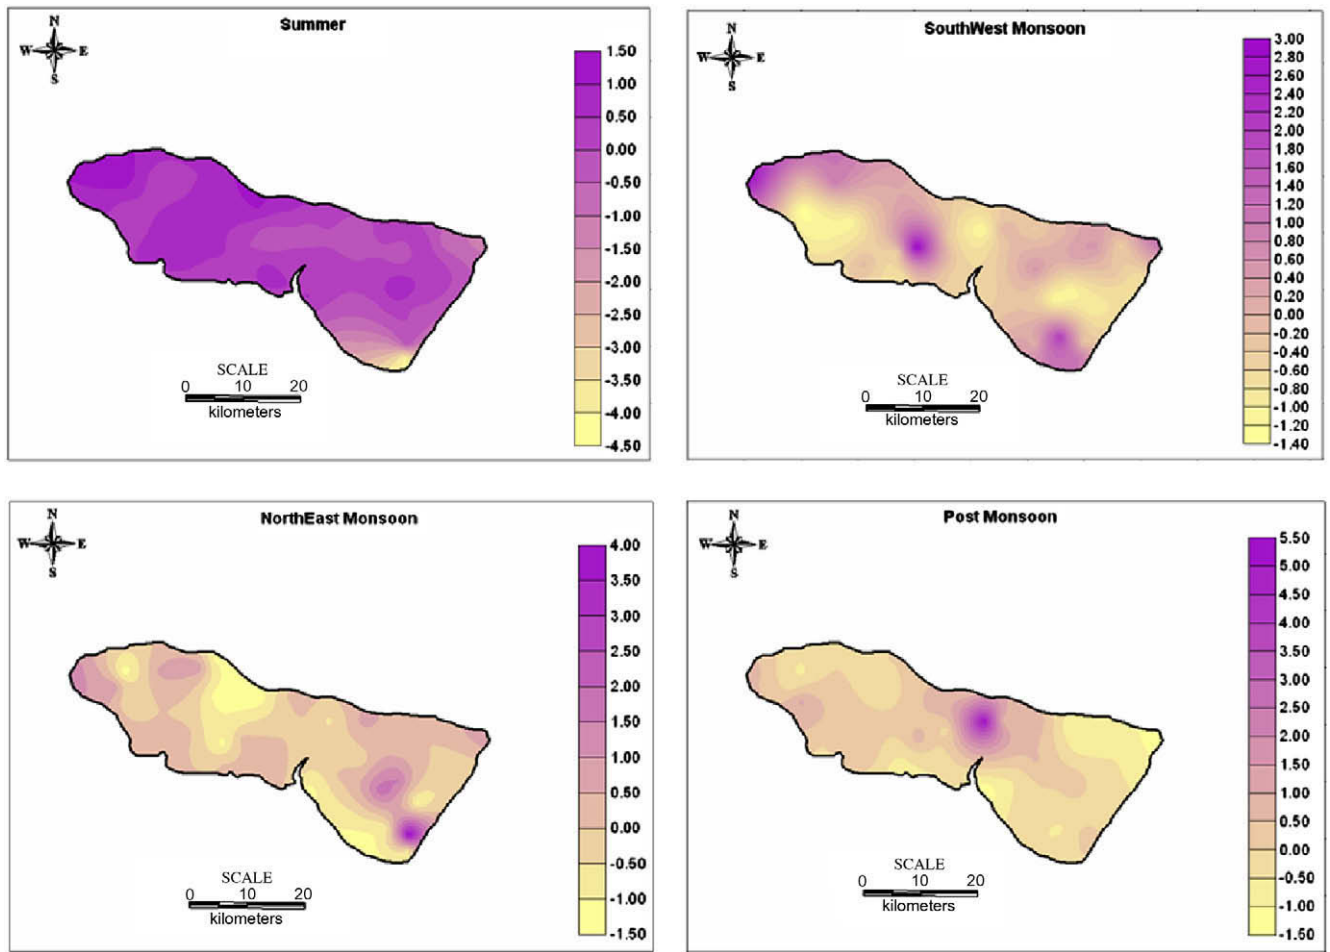 Summer
N
W E
S
1.50
1.00
0.50
0.00
-0.50
-1.00
-1.50
-2.00
-2.50
-3.00
-3.50
-4.00
-4.50
SCALE
0 10 20
kilometers
SouthWest Monsoon
N
W E
S
3.00
2.80
2.60
2.40
2.20
2.00
1.80
1.60
1.40
1.20
1.00
0.80
0.60
0.40
0.20
0.00
-0.20
-0.40
-0.60
-0.80
-1.00
-1.20
-1.40
SCALE
0 10 20
kilometers
NorthEast Monsoon
N
W E
S
4.00
3.50
3.00
2.50
2.00
1.50
1.00
0.50
0.00
-0.50
-1.00
-1.50
SCALE
0 10 20
kilometers
Post Monsoon
N
W E
S
5.50
5.00
4.50
4.00
3.50
3.00
2.50
2.00
1.50
1.00
0.50
0.00
-0.50
-1.00
-1.50
SCALE
0 10 20
kilometers